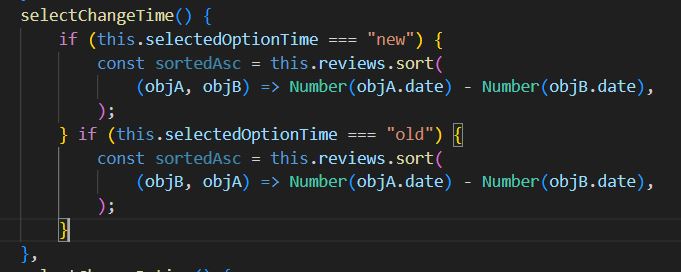 selectChangeTime() {
if (this.selectedOptionTime === "new") {
const sortedAsc = this.reviews.sort(
(objA, objB) => Number(objA.date) - Number(objB.date),
);
} if (this.selectedOptionTime === "old") {
const sortedAsc = this.reviews.sort(
(objB, objA) => Number(objA.date) - Number(objB.date),
);
}
},